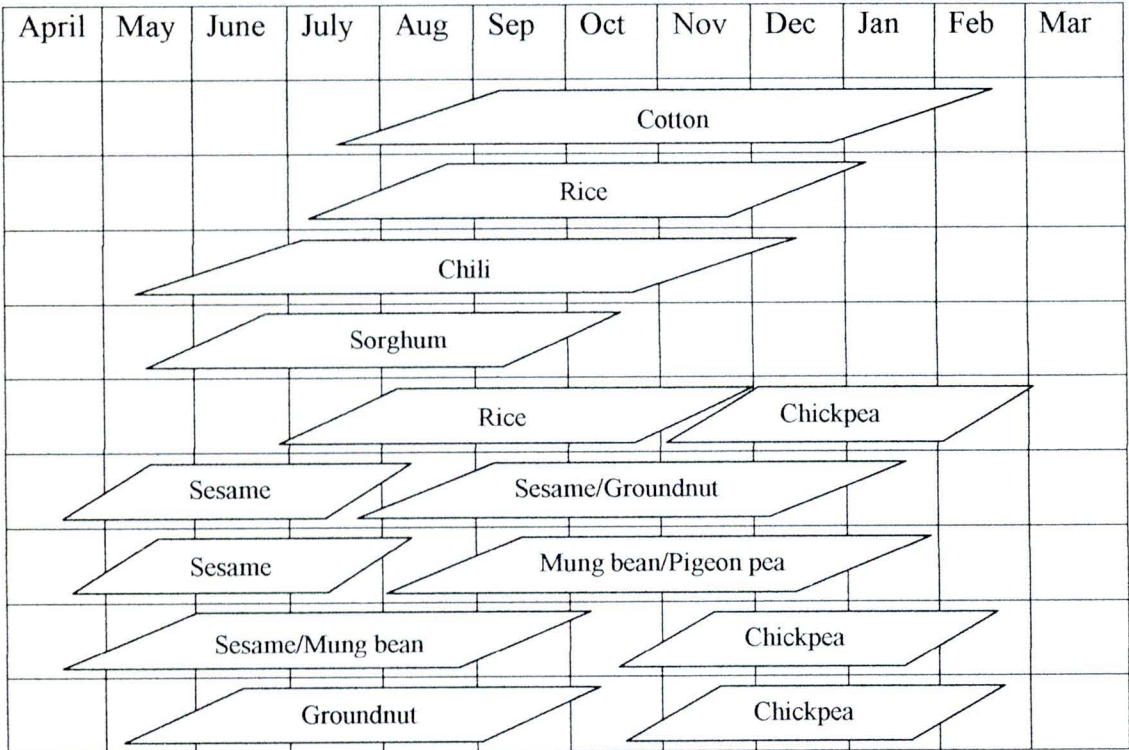 April May June July Aug Sep Oct Nov Dec Jan Feb Mar
Cotton
Rice
Chili
Sorghum
Rice Chickpea
Sesame Sesame/Groundnut
Sesame Mung bean/Pigeon pea
Sesame/Mung bean Chickpea
Groundnut Chickpea